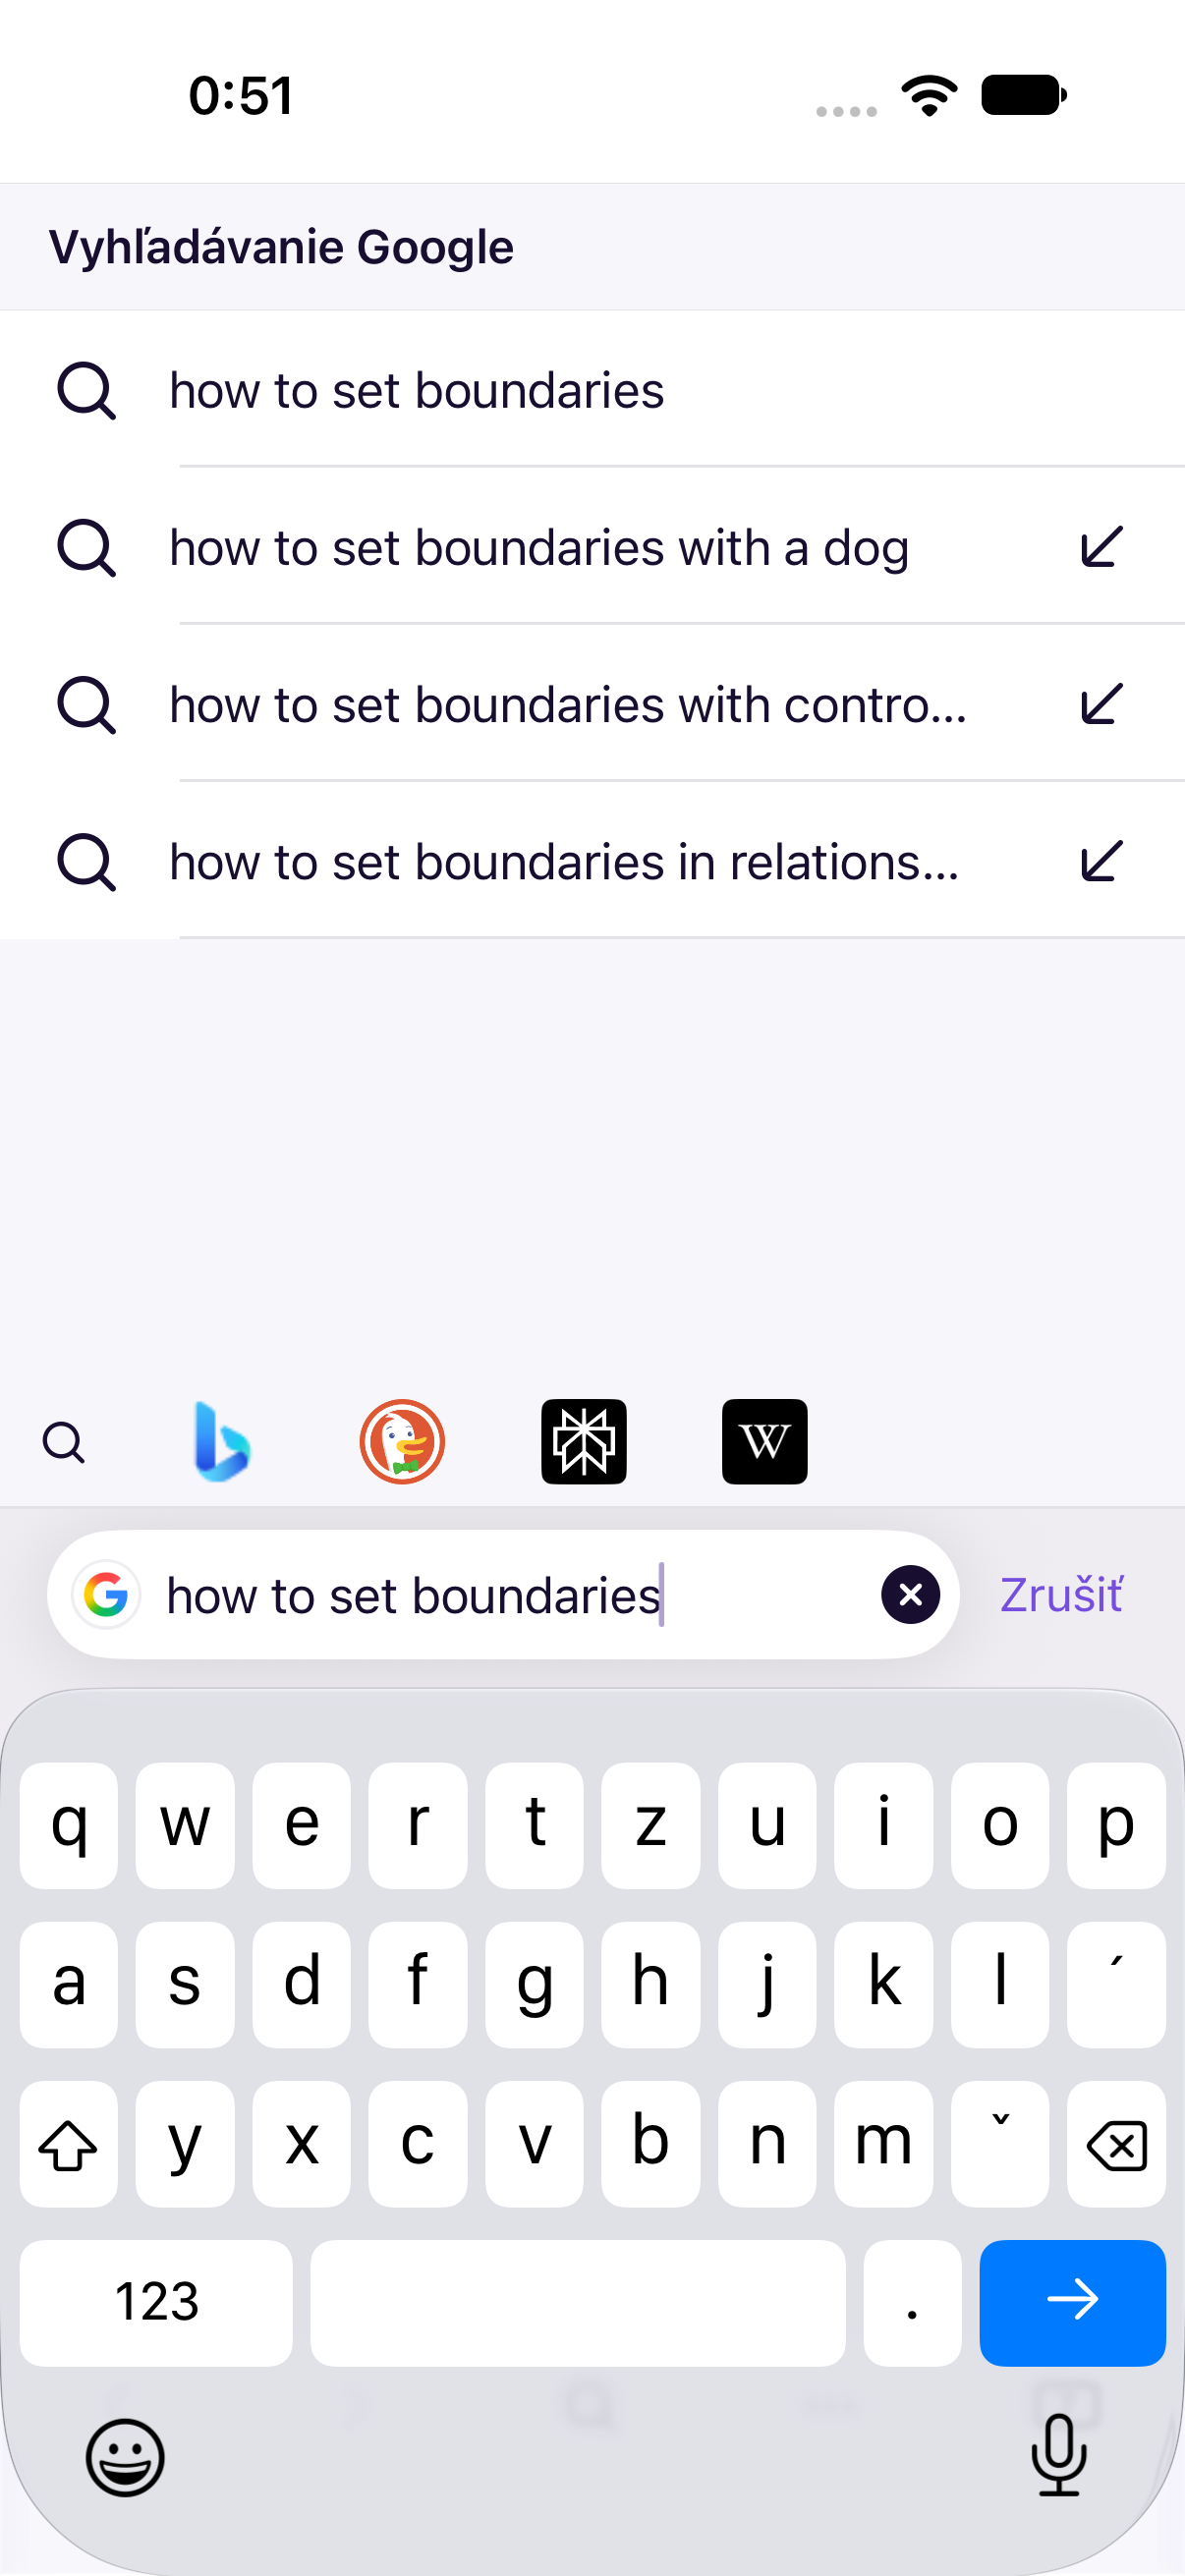 0:51
Vyhľadávanie Google
how to set boundaries
how to set boundaries with a dog
how to set boundaries with contro...
how to set boundaries in relations...
W
how to set boundaries
Zrušiť
q w e r t z u i o p
a s d f g h j k l ´
y x c v b n m ˇ
123 .